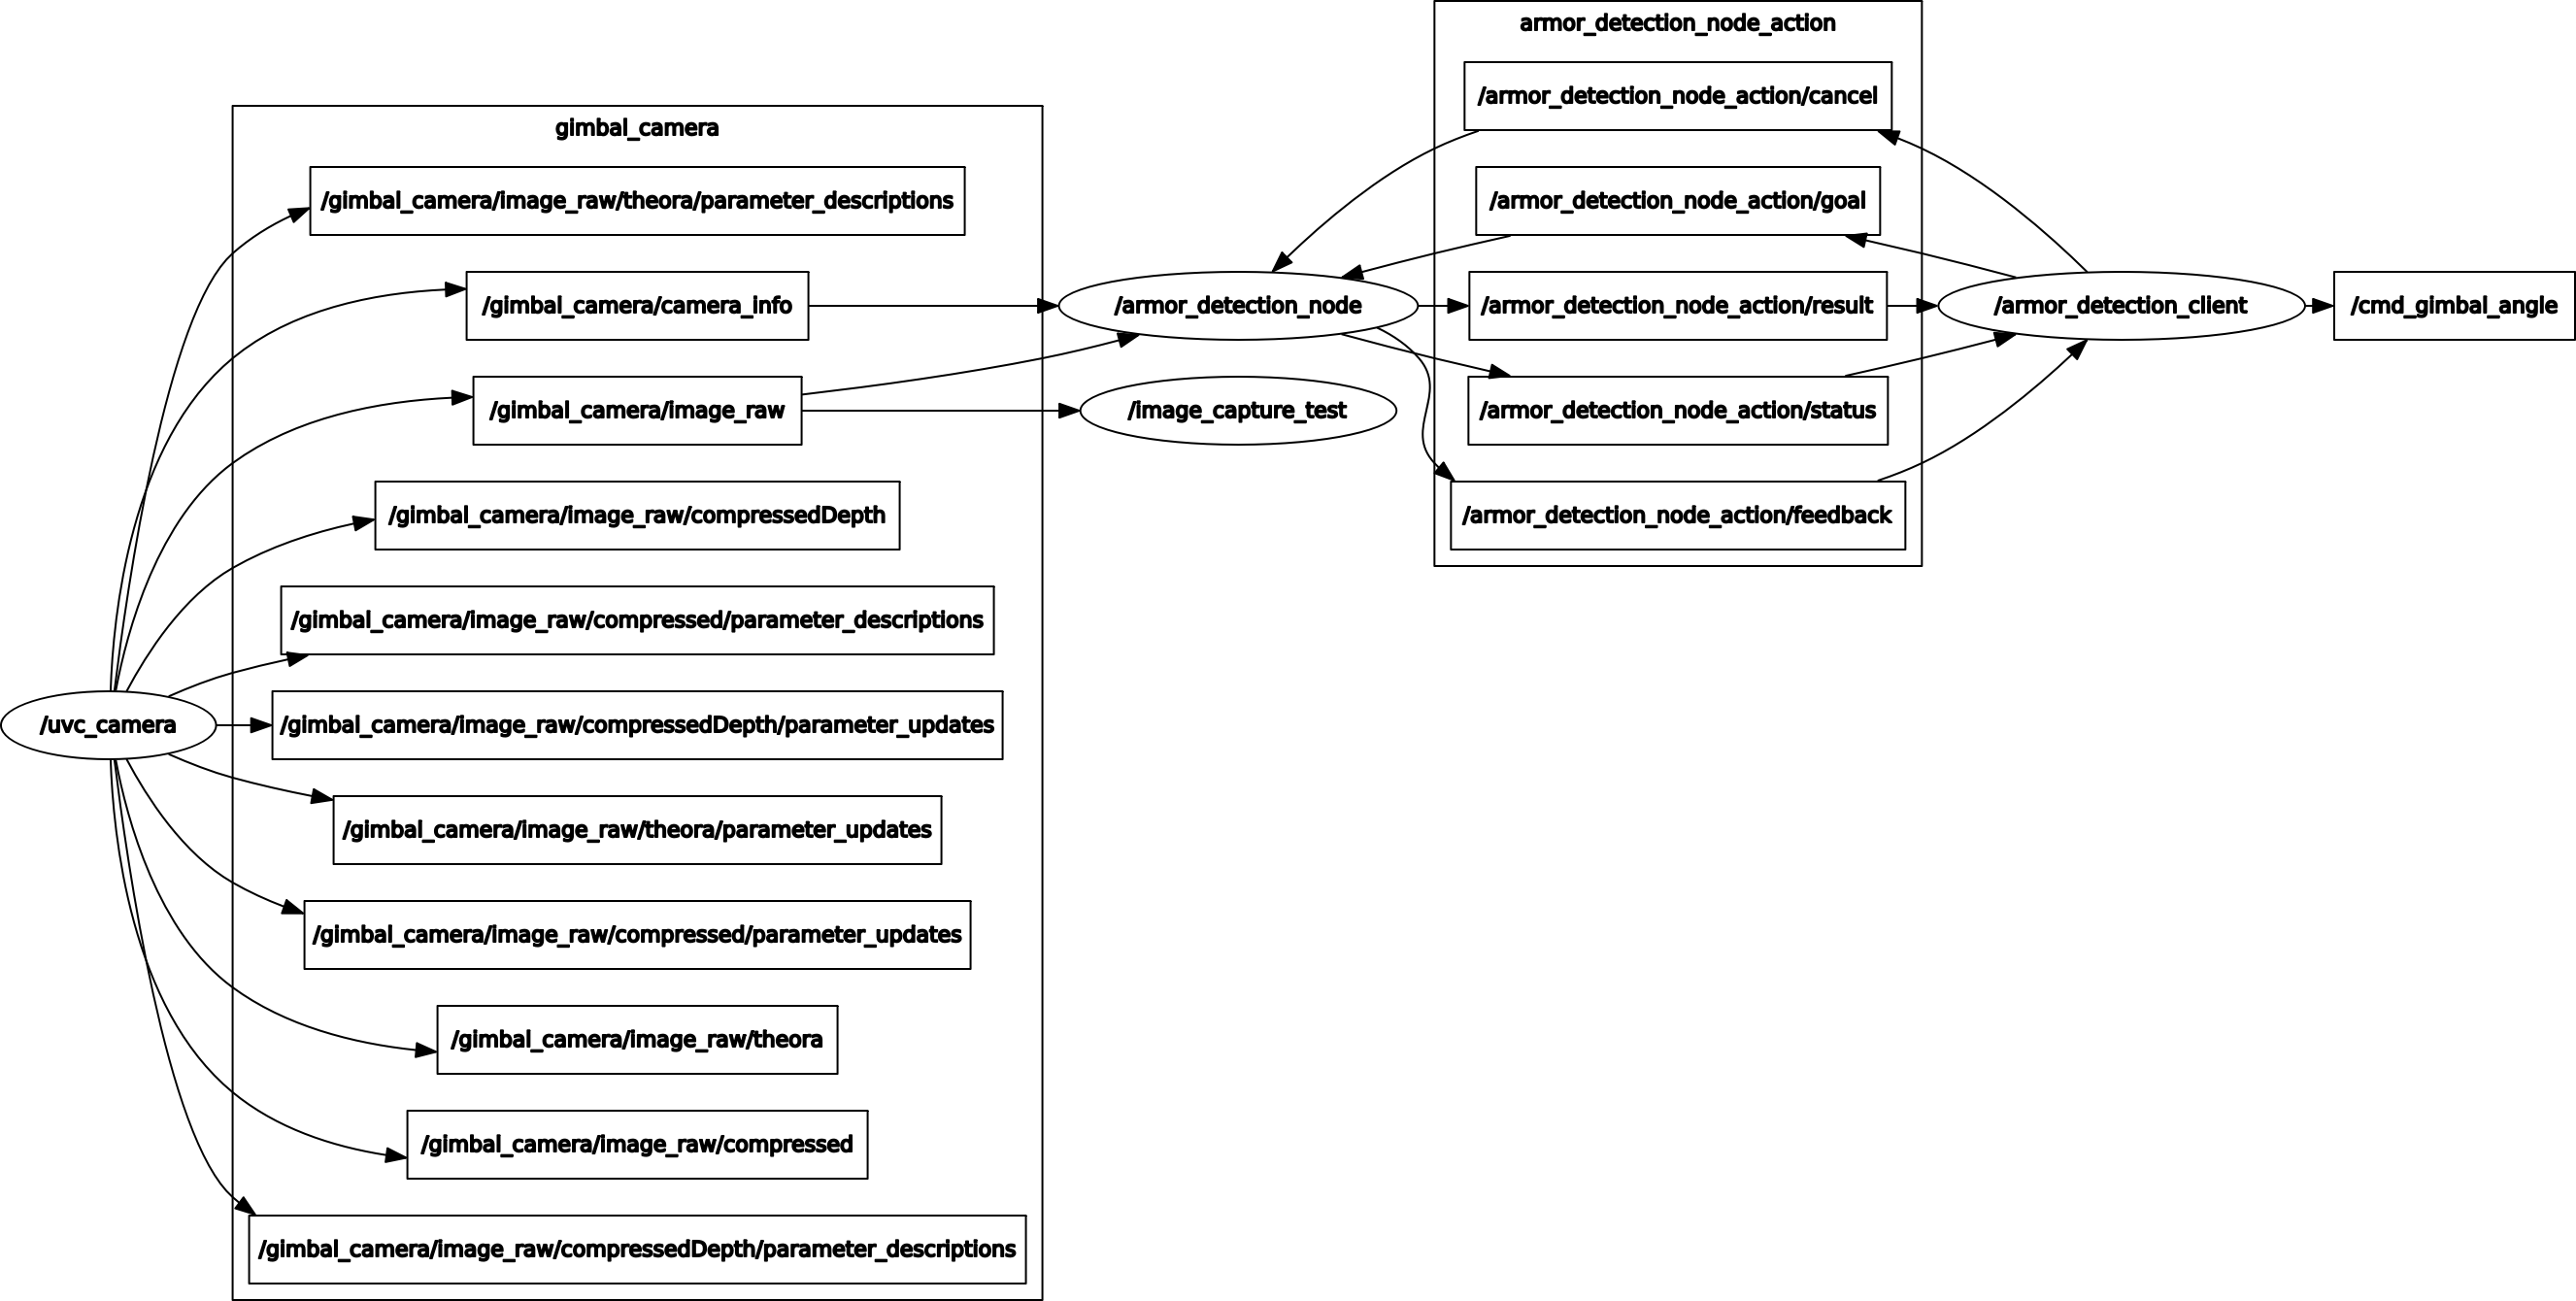 armor_detection_node_action
/armor_detection_node_action/cancel
gimbal_camera
/gimbal_camera/image_raw/theora/parameter_descriptions
/armor_detection_node_action/goal
/gimbal_camera/camera_info
/armor_detection_node
/armor_detection_node_action/result
/armor_detection_client
/cmd_gimbal_angle
/gimbal_camera/image_raw
/image_capture_test
/armor_detection_node_action/status
/gimbal_camera/image_raw/compressedDepth
/armor_detection_node_action/feedback
/gimbal_camera/image_raw/compressed/parameter_descriptions
/uvc_camera
/gimbal_camera/image_raw/compressedDepth/parameter_updates
/gimbal_camera/image_raw/theora/parameter_updates
/gimbal_camera/image_raw/compressed/parameter_updates
/gimbal_camera/image_raw/theora
/gimbal_camera/image_raw/compressed
/gimbal_camera/image_raw/compressedDepth/parameter_descriptions